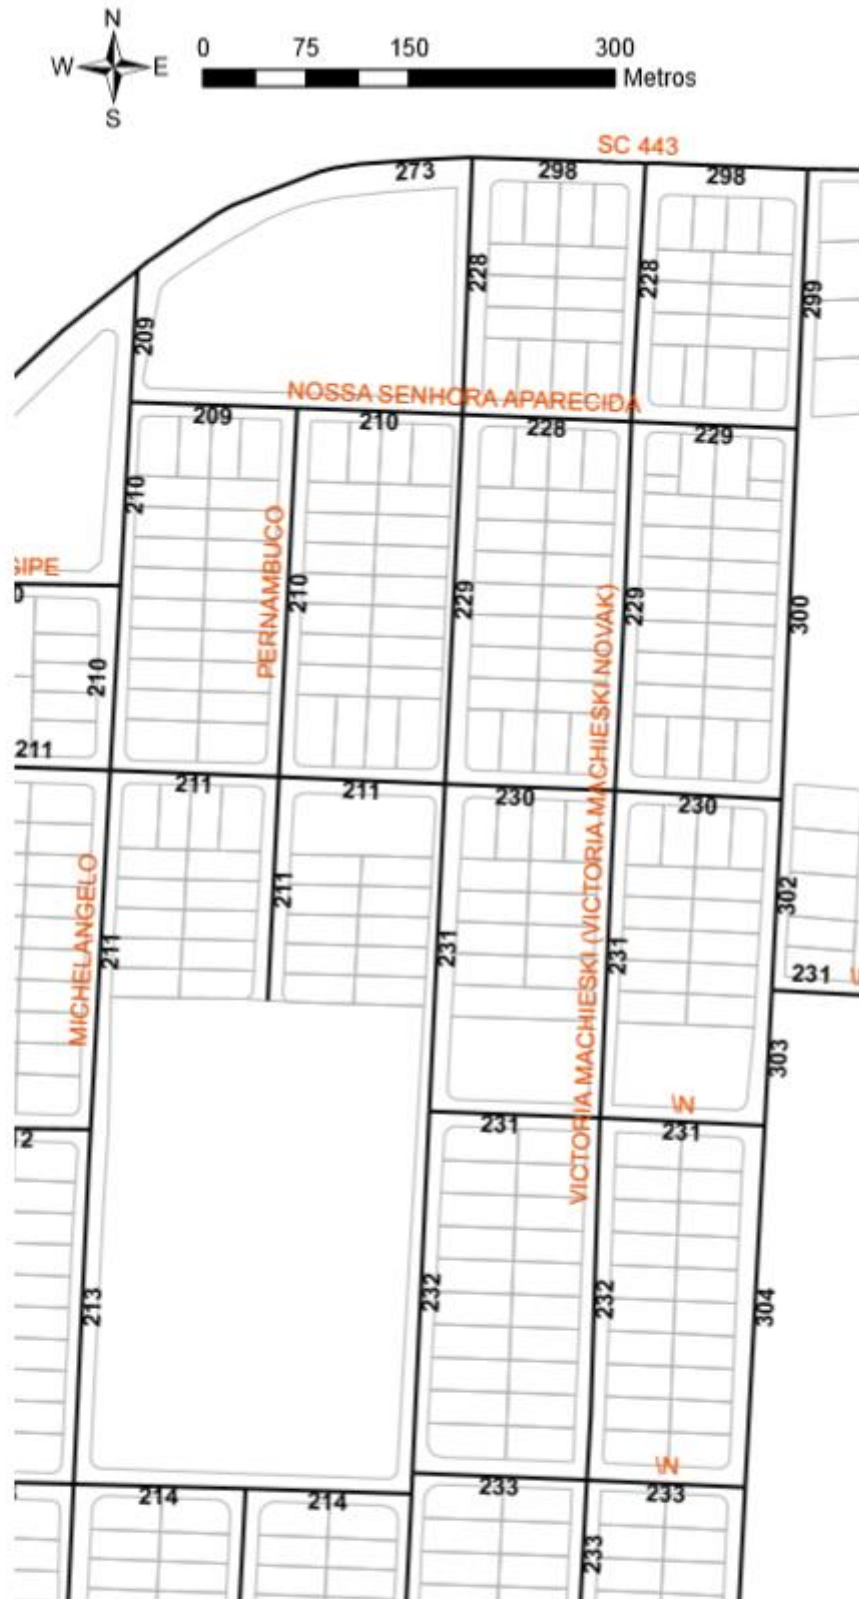 N
W E
S
0 75 150 300
Metros
SC 443
273 298 298
228 228 299
209
NOSSA SENHORA APARECIDA
209 210 228 229
210
PERNAMBUCO
210 229 229 300
VICTORIA MACHIESKI (VICTORIA MACHIESKI NOVAK)
GIPE
210
211
211 211 230 230
MICHELANGELO
211 211 231 231 302
231
303
\N
231 231
12
213 232 232 304
\N
214 214 233 233
233